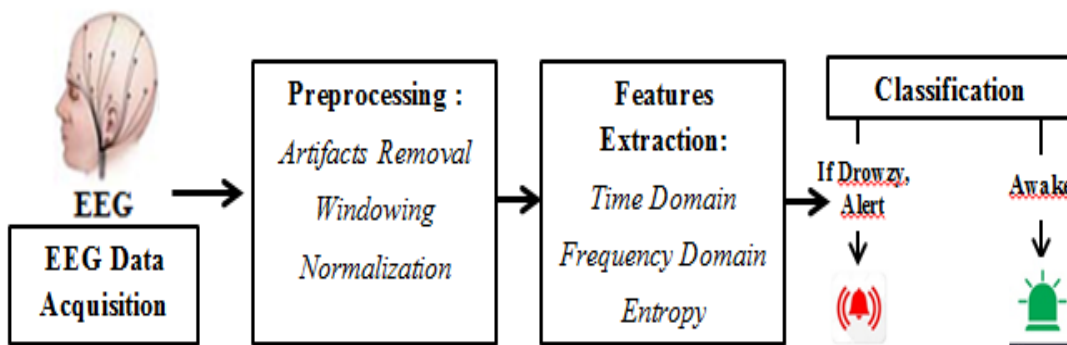 EEG
EEG Data
Acquisition
Preprocessing :
Artifacts Removal
Windowing
Normalization
Features
Extraction:
Time Domain
Frequency Domain
Entropy
Classification
If Drowzy,
Alert
Awake